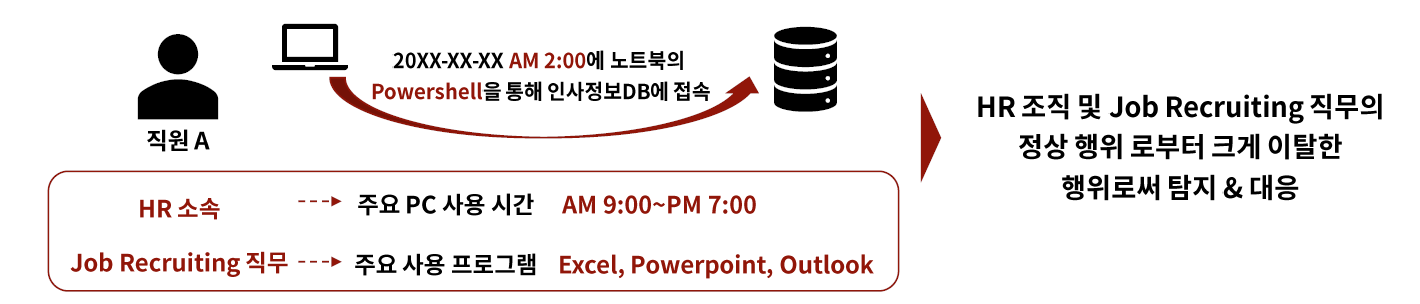 20XX-XX-XX AM 2:00에 노트북의
Powershell을 통해 인사정보DB에 접속
직원 A
HR 소속
주요 PC 사용 시간
AM 9:00~PM 7:00
Job Recruiting 직무
주요 사용 프로그램
Excel, Powerpoint, Outlook
HR 조직 및 Job Recruiting 직무의
정상 행위 로부터 크게 이탈한
행위로써 탐지 & 대응